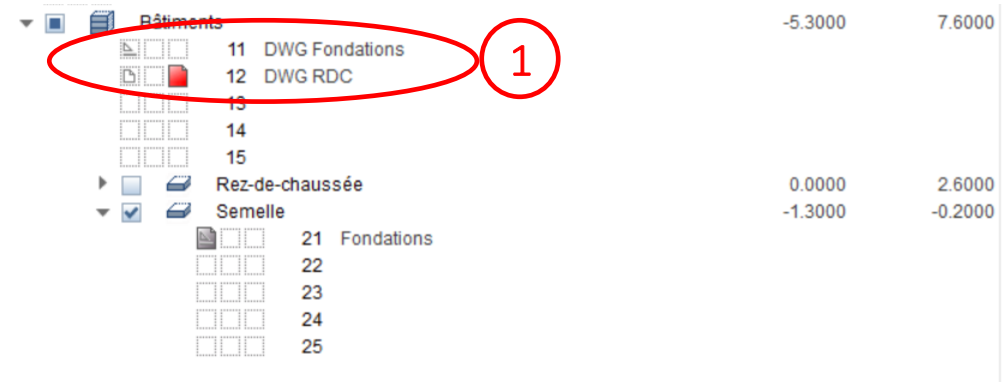 Bâtiments -5.3000 7.6000
11 DWG Fondations
1
12 DWG RDC
13
14
15
Rez-de-chaussée 0.0000 2.6000
Semelle -1.3000 -0.2000
21 Fondations
22
23
24
25